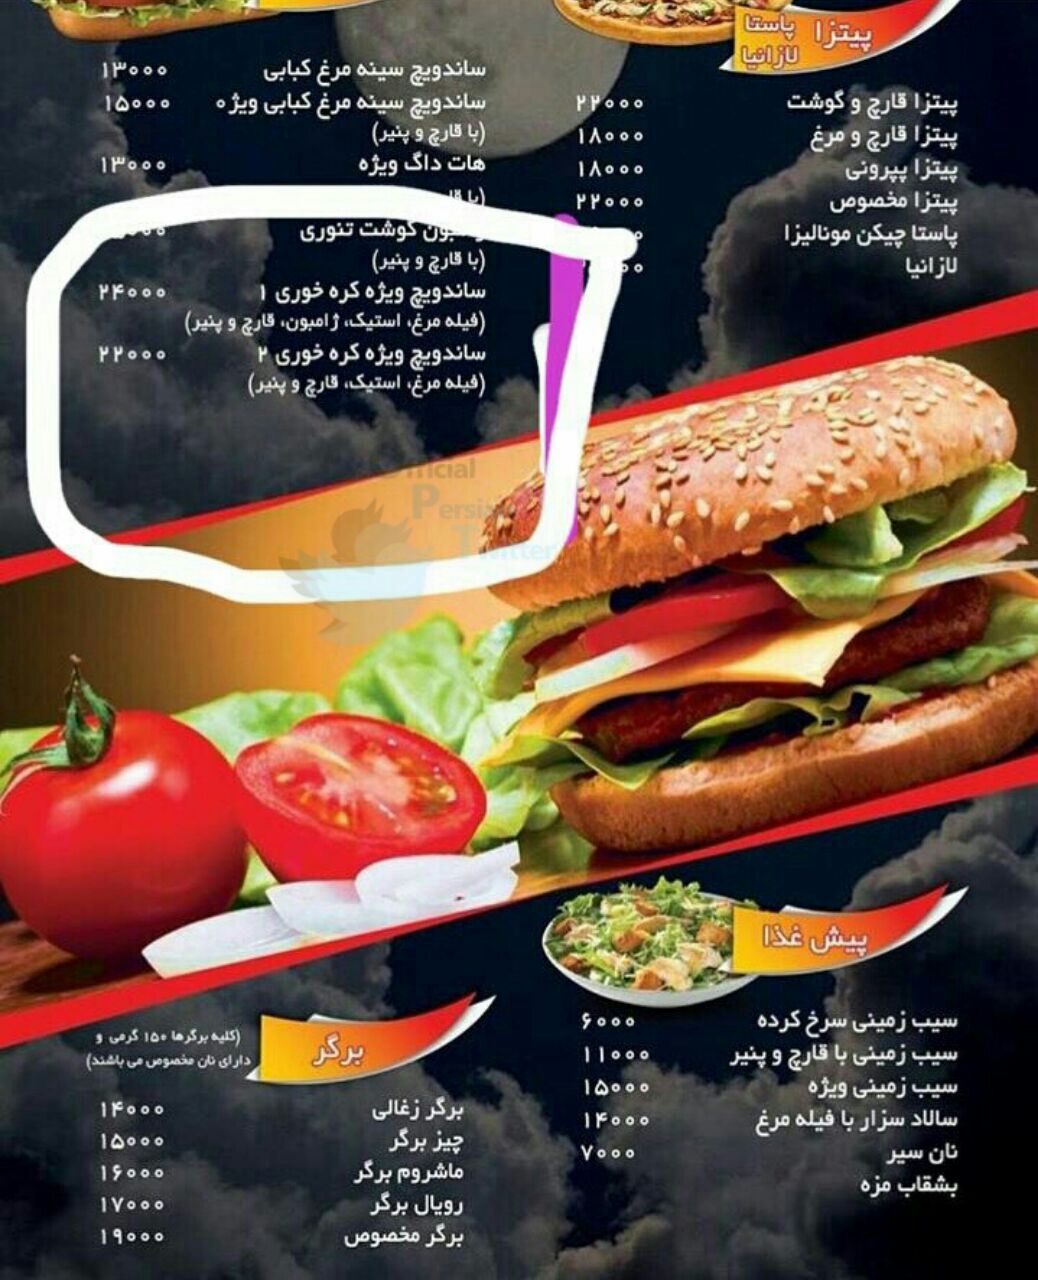 پیتزا
پاستا
لازانیا
پیتزا قارچ و گوشت ۲۲۰۰۰
پیتزا قارچ و مرغ ۱۸۰۰۰
پیتزا پپرونی ۱۸۰۰۰
پیتزا مخصوص ۲۲۰۰۰
پاستا چیکن مونالیزا
لازانیا
ساندویچ سینه مرغ کبابی ۱۳۰۰۰
ساندویچ سینه مرغ کبابی ویژه ۱۵۰۰۰
(با قارچ و پنیر)
هات داگ ویژه ۱۳۰۰۰
(با
گوشت تنوری
(با قارچ و پنیر)
ساندویچ ویژه کره خوری ۱ ۲۴۰۰۰
(فیله مرغ، استیک، ژامبون، قارچ و پنیر)
ساندویچ ویژه کره خوری ۲ ۲۲۰۰۰
(فیله مرغ، استیک، قارچ و پنیر)
Official
Persian
Twitter
پیش غذا
سیب زمینی سرخ کرده ۶۰۰۰
سیب زمینی با قارچ و پنیر ۱۱۰۰۰
سیب زمینی ویژه ۱۵۰۰۰
سالاد سزار با فیله مرغ ۱۴۰۰۰
نان سیر ۷۰۰۰
بشقاب مزه
برگر
(کلیه برگرها ۱۵۰ گرمی و
دارای نان مخصوص می باشند)
برگر زغالی ۱۴۰۰۰
چیز برگر ۱۵۰۰۰
ماشروم برگر ۱۶۰۰۰
رویال برگر ۱۷۰۰۰
برگر مخصوص ۱۹۰۰۰